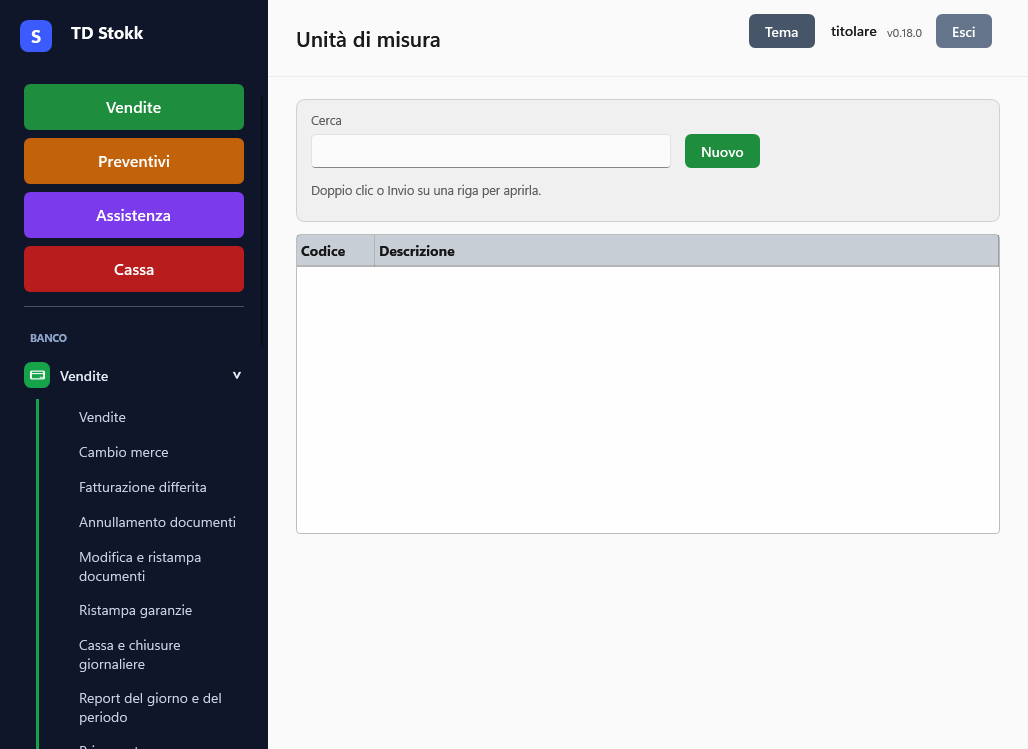 S
TD Stokk
Vendite
Preventivi
Assistenza
Cassa
BANCO
Vendite
Vendite
Cambio merce
Fatturazione differita
Annullamento documenti
Modifica e ristampa
documenti
Ristampa garanzie
Cassa e chiusure
giornaliere
Report del giorno e del
periodo
Unità di misura
Tema
titolare
v0.18.0
Esci
Cerca
Nuovo
Doppio clic o Invio su una riga per aprirla.
Codice
Descrizione